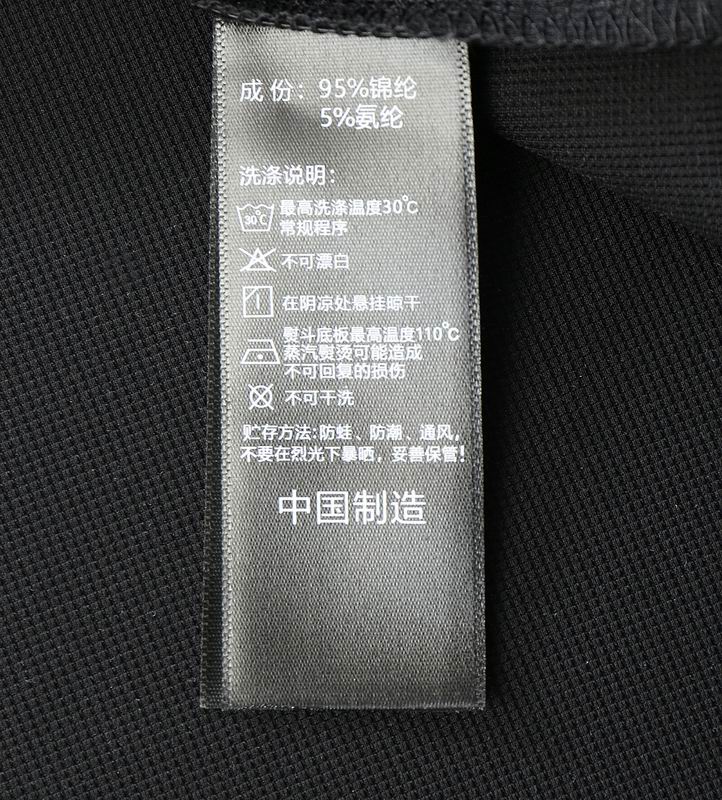 成份：95%锦纶
5%氨纶
洗涤说明：
30℃
最高洗涤温度30℃
常规程序
不可漂白
在阴凉处悬挂晾干
熨斗底板最高温度110℃
蒸汽熨烫可能造成
不可回复的损伤
不可干洗
贮存方法:防蛀、防潮、通风，
不要在烈光下暴晒，妥善保管！
中国制造